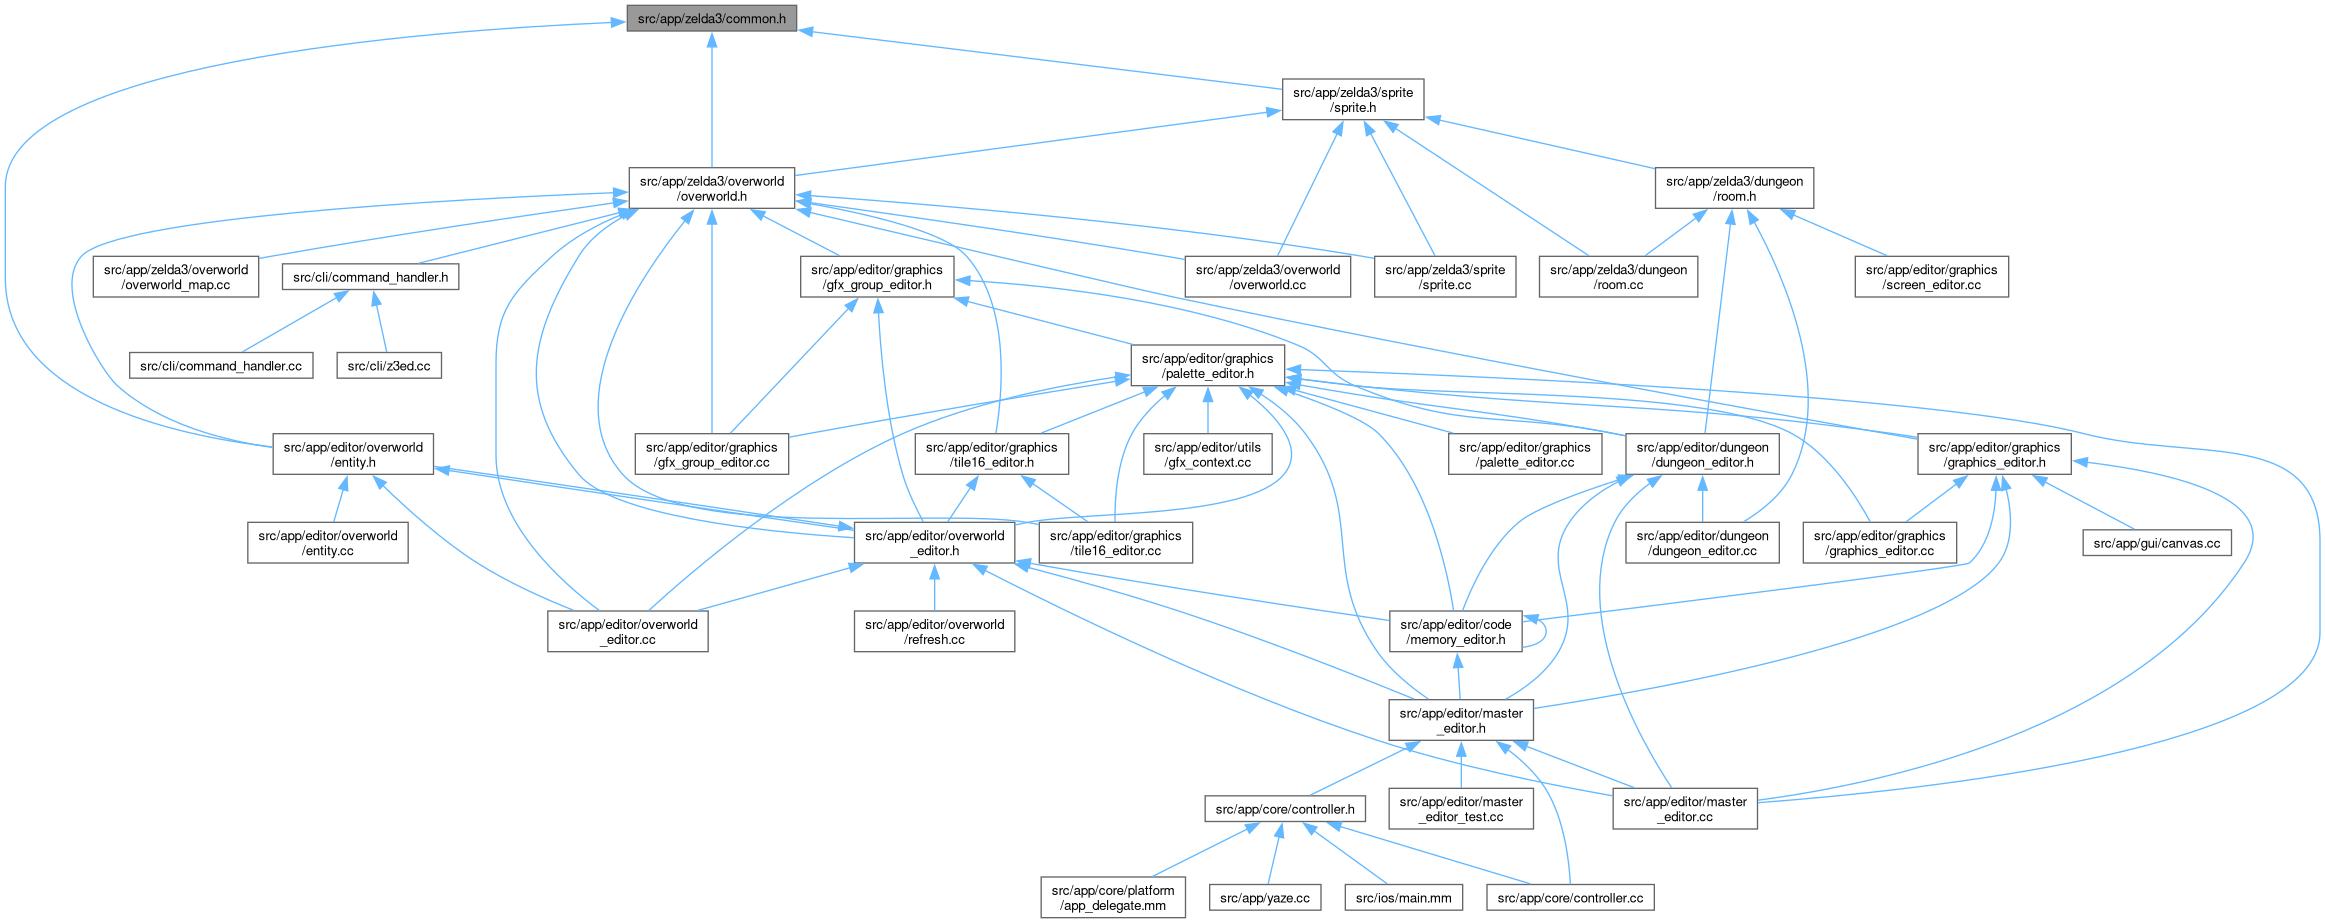 src/app/zelda3/common.h
src/app/zelda3/sprite
/sprite.h
src/app/zelda3/overworld
/overworld.h
src/app/zelda3/dungeon
/room.h
src/app/zelda3/overworld
/overworld_map.cc
src/cli/command_handler.h
src/app/editor/graphics
/gfx_group_editor.h
src/app/zelda3/overworld
/overworld.cc
src/app/zelda3/sprite
/sprite.cc
src/app/zelda3/dungeon
/room.cc
src/app/editor/graphics
/screen_editor.cc
src/cli/command_handler.cc
src/cli/z3ed.cc
src/app/editor/graphics
/palette_editor.h
src/app/editor/overworld
/entity.h
src/app/editor/graphics
/gfx_group_editor.cc
src/app/editor/graphics
/tile16_editor.h
src/app/editor/utils
/gfx_context.cc
src/app/editor/graphics
/palette_editor.cc
src/app/editor/dungeon
/dungeon_editor.h
src/app/editor/graphics
/graphics_editor.h
src/app/editor/overworld
/entity.cc
src/app/editor/overworld
_editor.h
src/app/editor/graphics
/tile16_editor.cc
src/app/editor/dungeon
/dungeon_editor.cc
src/app/editor/graphics
/graphics_editor.cc
src/app/gui/canvas.cc
src/app/editor/overworld
_editor.cc
src/app/editor/overworld
/refresh.cc
src/app/editor/code
/memory_editor.h
src/app/editor/master
_editor.h
src/app/core/controller.h
src/app/editor/master
_editor_test.cc
src/app/editor/master
_editor.cc
src/app/core/platform
/app_delegate.mm
src/app/yaze.cc
src/ios/main.mm
src/app/core/controller.cc